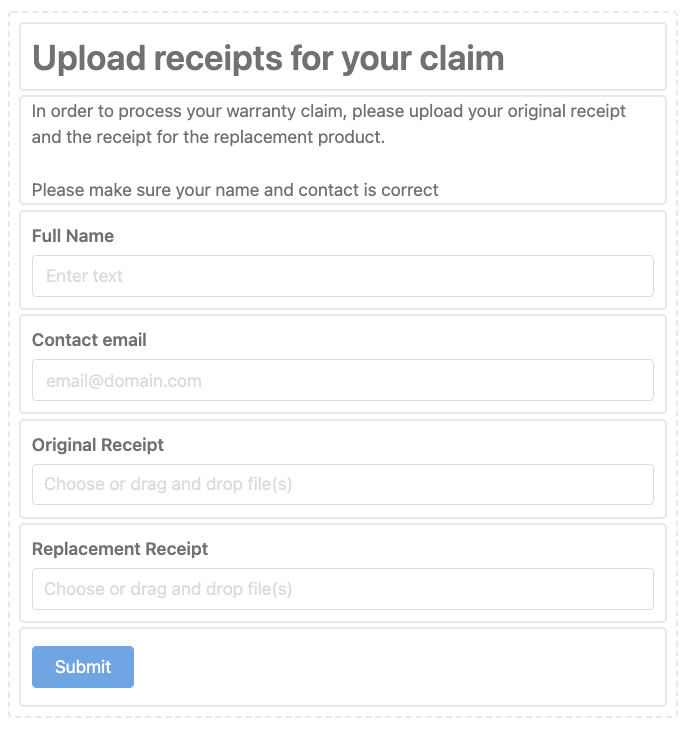 Upload receipts for your claim
In order to process your warranty claim, please upload your original receipt
and the receipt for the replacement product.
Please make sure your name and contact is correct
Full Name
Enter text
Contact email
email@domain.com
Original Receipt
Choose or drag and drop file(s)
Replacement Receipt
Choose or drag and drop file(s)
Submit